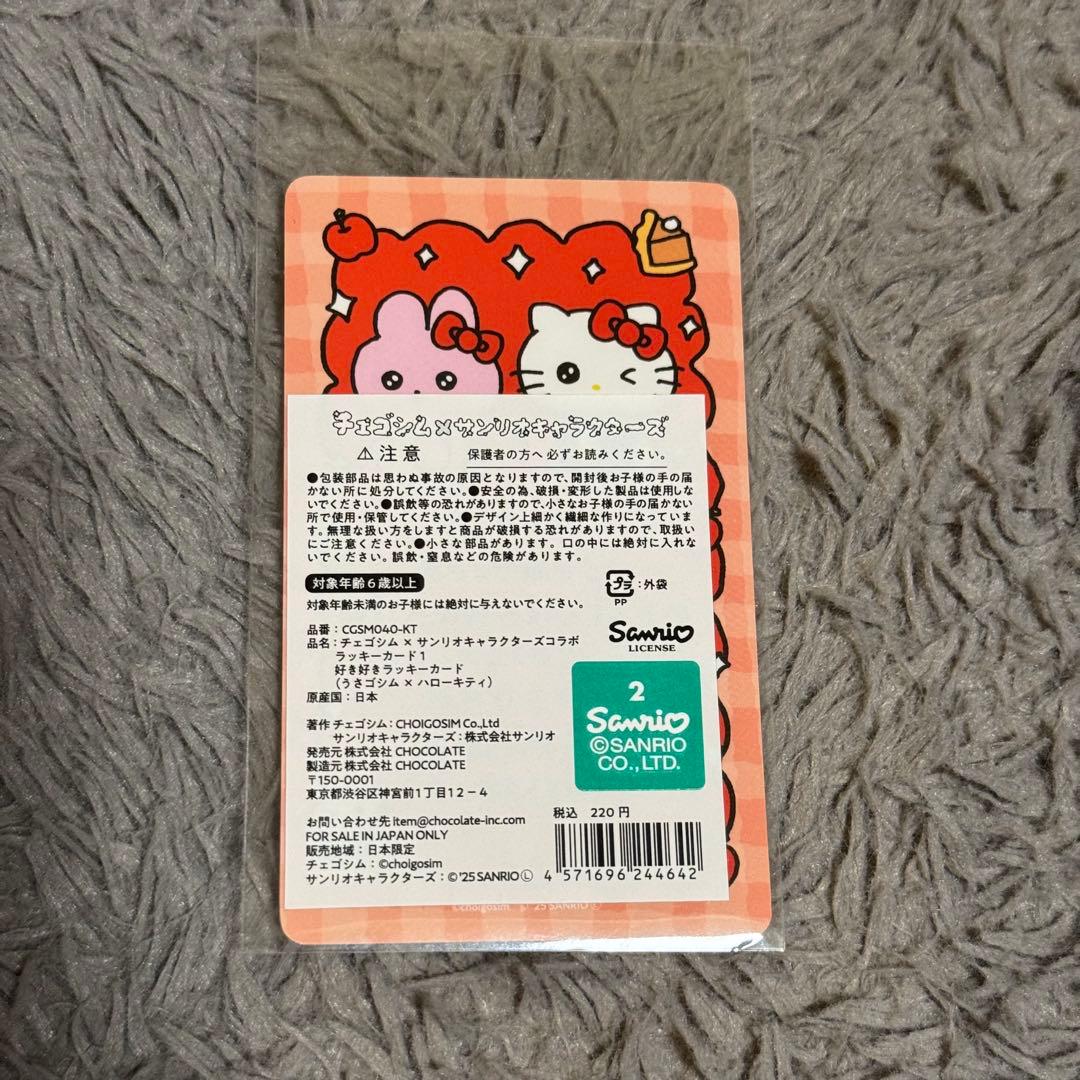 チェゴシム×サンリオキャラクターズ
⚠注意 保護者の方へ 必ずお読みください。
●包装部品は思わぬ事故の原因となりますので、開封後お子様の手の届
かない所に処分してください。●安全の為、破損・変形した製品は使用しな
いでください。●誤飲等の恐れがありますので、小さなお子様の手の届かない
所で使用・保管してください。●デザイン上細かく繊細な作りになっていま
す。無理な扱い方をしますと商品が破損する恐れがありますので、取扱い
にご注意ください。●小さな部品があります。口の中には絶対に入れな
いでください。誤飲・窒息などの危険があります。
対象年齢6歳以上
対象年齢未満のお子様には絶対に与えないでください。
プラ:外袋
PP
品番:CGSM040-KT
品名:チェゴシム×サンリオキャラクターズコラボ
ラッキーカード1
好き好きラッキーカード
(うさゴシム×ハローキティ)
原産国:日本
Sanrio
LICENSE
2
Sanrio
©SANRIO
CO.,LTD.
著作 チェゴシム:CHOIGOSIM Co.,Ltd
サンリオキャラクターズ:株式会社サンリオ
発売元 株式会社 CHOCOLATE
製造元 株式会社 CHOCOLATE
〒150-0001
東京都渋谷区神宮前1丁目12-4
お問い合わせ先 item@chocolate-inc.com
FOR SALE IN JAPAN ONLY
販売地域:日本限定
チェゴシム:©choigosim
サンリオキャラクターズ:©'25 SANRIO Ⓛ
税込 220円
4 571696 244642
©choigosim '25 SANRIO Ⓛ